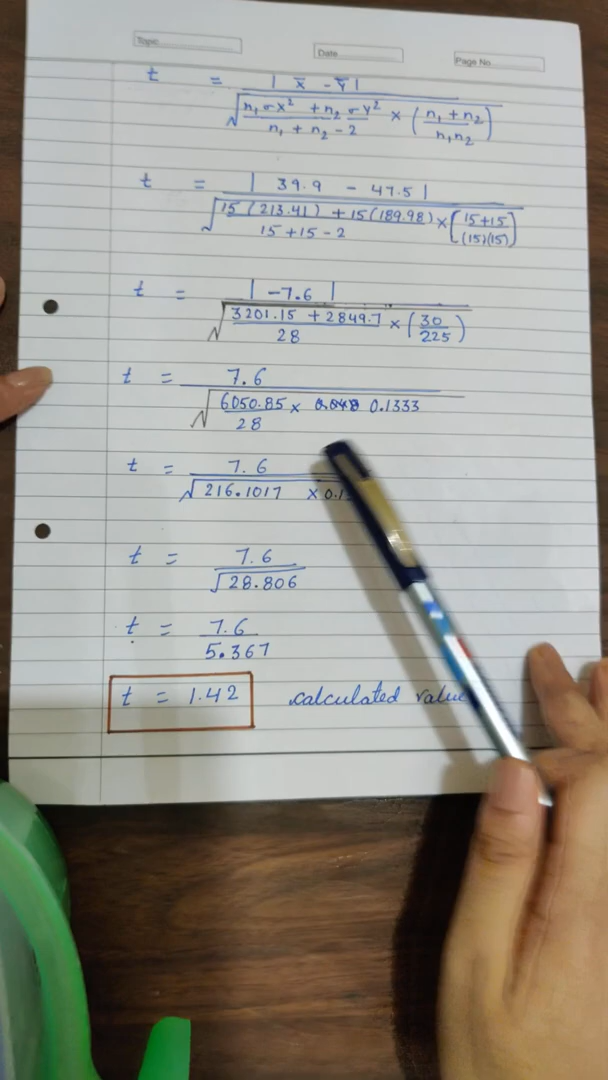 Topic Date Page No
t = | x̄ - ȳ | / √( (n₁σx² + n₂σy²) / (n₁ + n₂ - 2) × ( (n₁ + n₂) / n₁n₂ ) )
t = | 39.9 - 47.5 | / √( (15 (213.41) + 15 (189.98)) / (15 + 15 - 2) × [ (15+15) / (15)(15) ] )
t = | -7.6 | / √( (3201.15 + 2849.7) / 28 × ( 30 / 225 ) )
t = 7.6 / √( 6050.85 / 28 × 0.1333 )
t = 7.6 / √( 216.1017 × 0.1
t = 7.6 / √28.806
t = 7.6 / 5.367
t = 1.42 calculated value